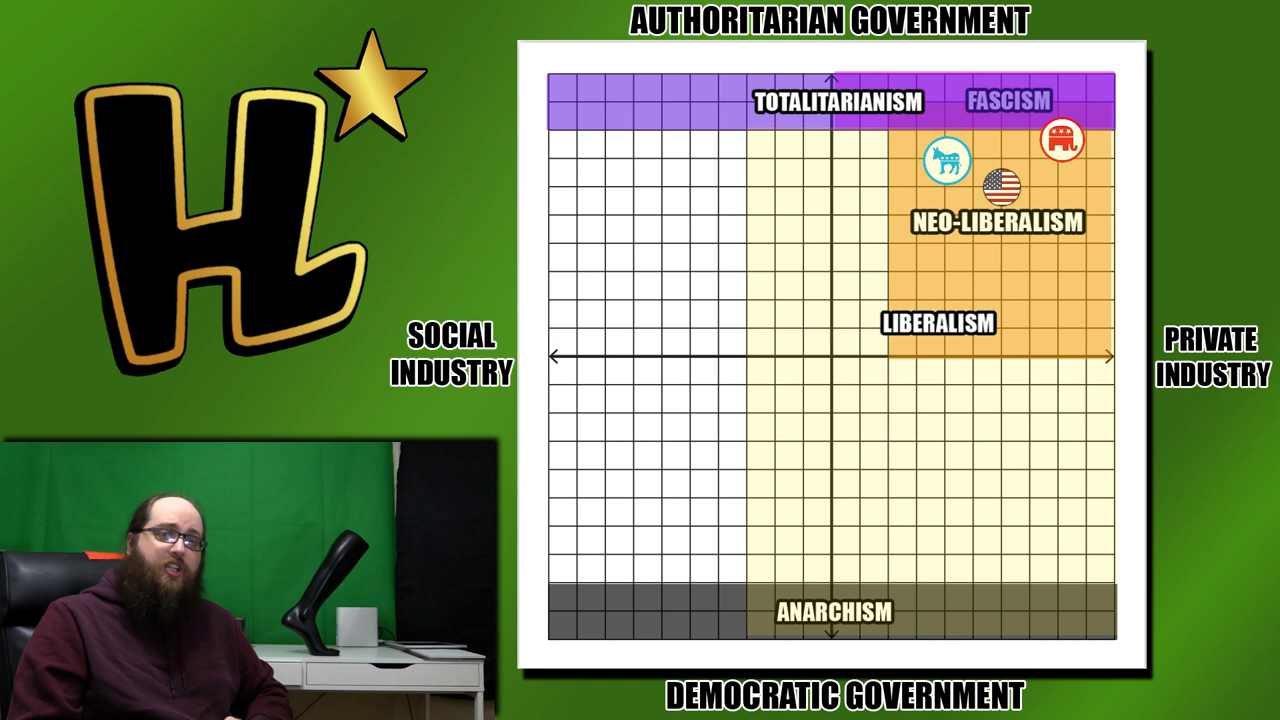 AUTHORITARIAN GOVERNMENT
H
TOTALITARIANISM
FASCISM
NEO-LIBERALISM
LIBERALISM
SOCIAL
INDUSTRY
PRIVATE
INDUSTRY
ANARCHISM
DEMOCRATIC GOVERNMENT